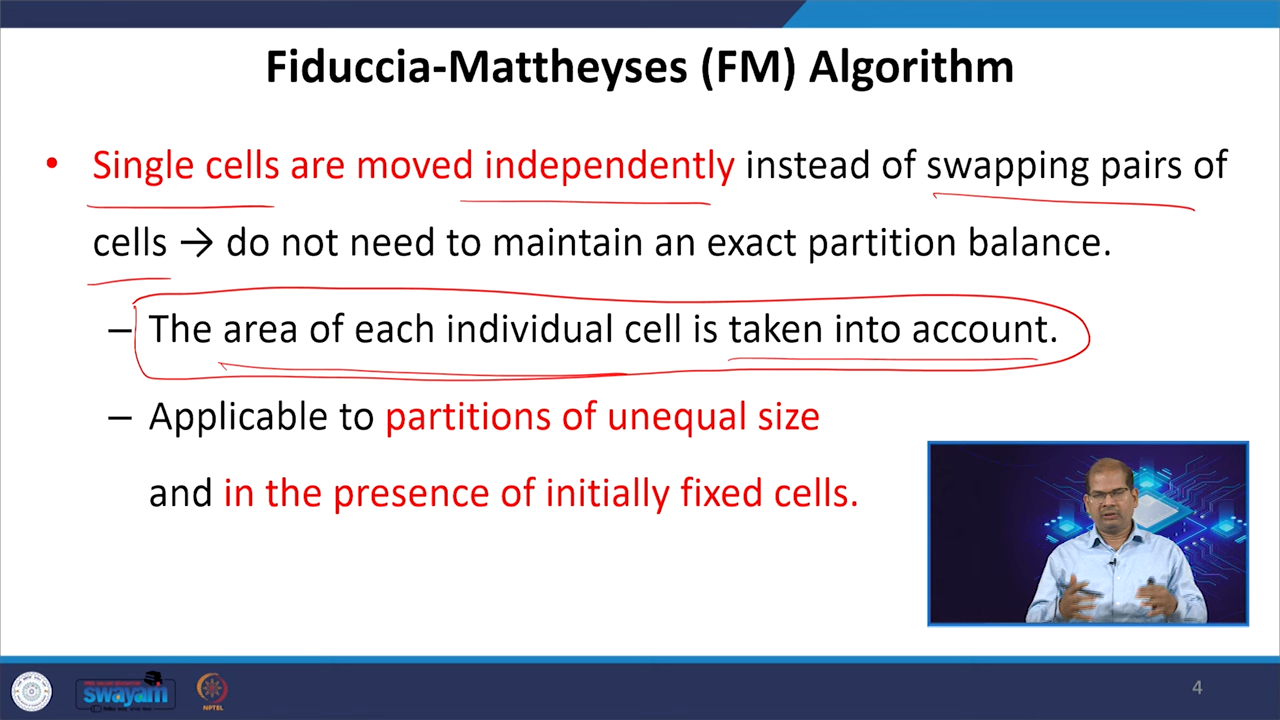 Fiduccia-Mattheyses (FM) Algorithm
• Single cells are moved independently instead of swapping pairs of
cells → do not need to maintain an exact partition balance.
– The area of each individual cell is taken into account.
– Applicable to partitions of unequal size
and in the presence of initially fixed cells.
swayam
NPTEL
4